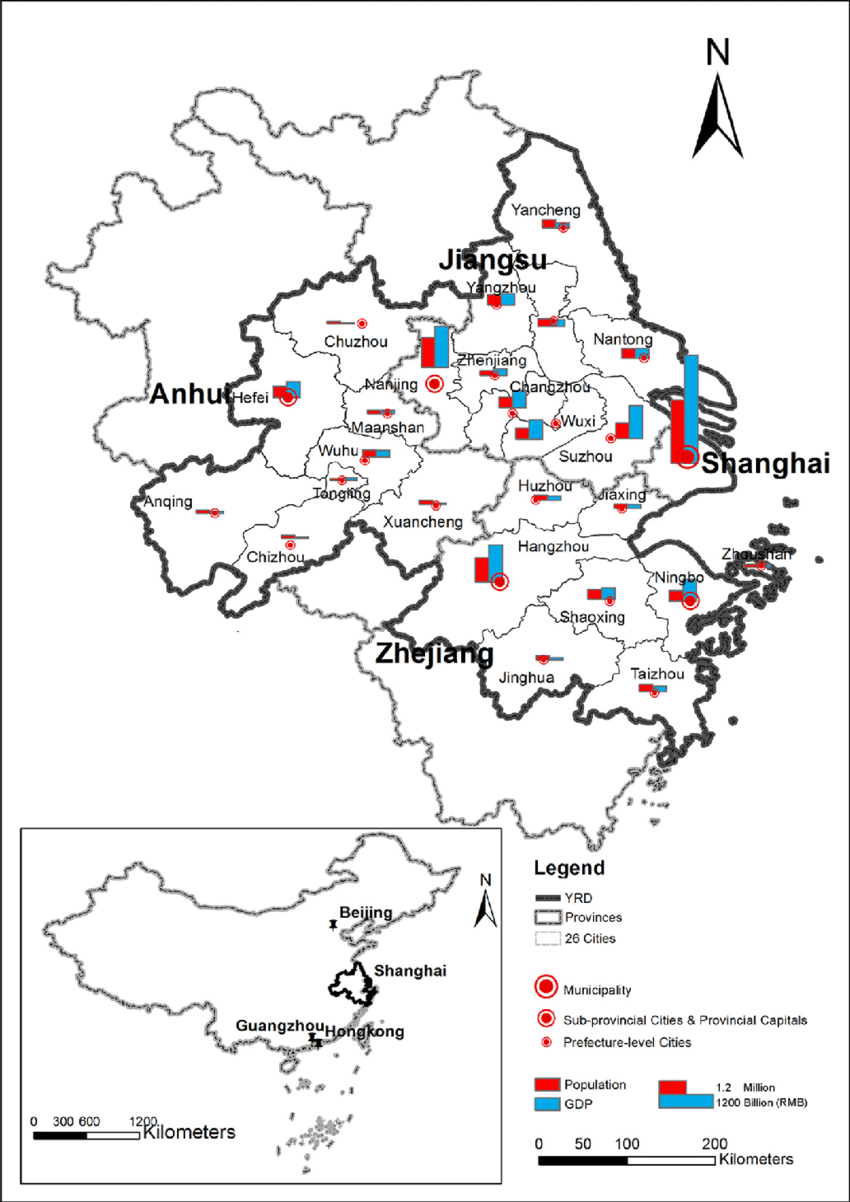 N
Yancheng
Jiangsu
Yangzhou
Nantong
Chuzhou
Zhenjiang
Nanjing
Changzhou
Anhui
Hefei
Maanshan
Wuxi
Wuhu
Suzhou
Shanghai
Tongling
Huzhou
Jiaxing
Anqing
Xuancheng
Hangzhou
Chizhou
Zhoushan
Ningbo
Shaoxing
Zhejiang
Jinghua
Taizhou
N
Beijing
Shanghai
Guangzhou
Hongkong
0 300 600 1200
Kilometers
Legend
YRD
Provinces
26 Cities
Municipality
Sub-provincial Cities & Provincial Capitals
Prefecture-level Cities
Population 1.2 Million
GDP 1200 Billion (RMB)
0 50 100 200
Kilometers